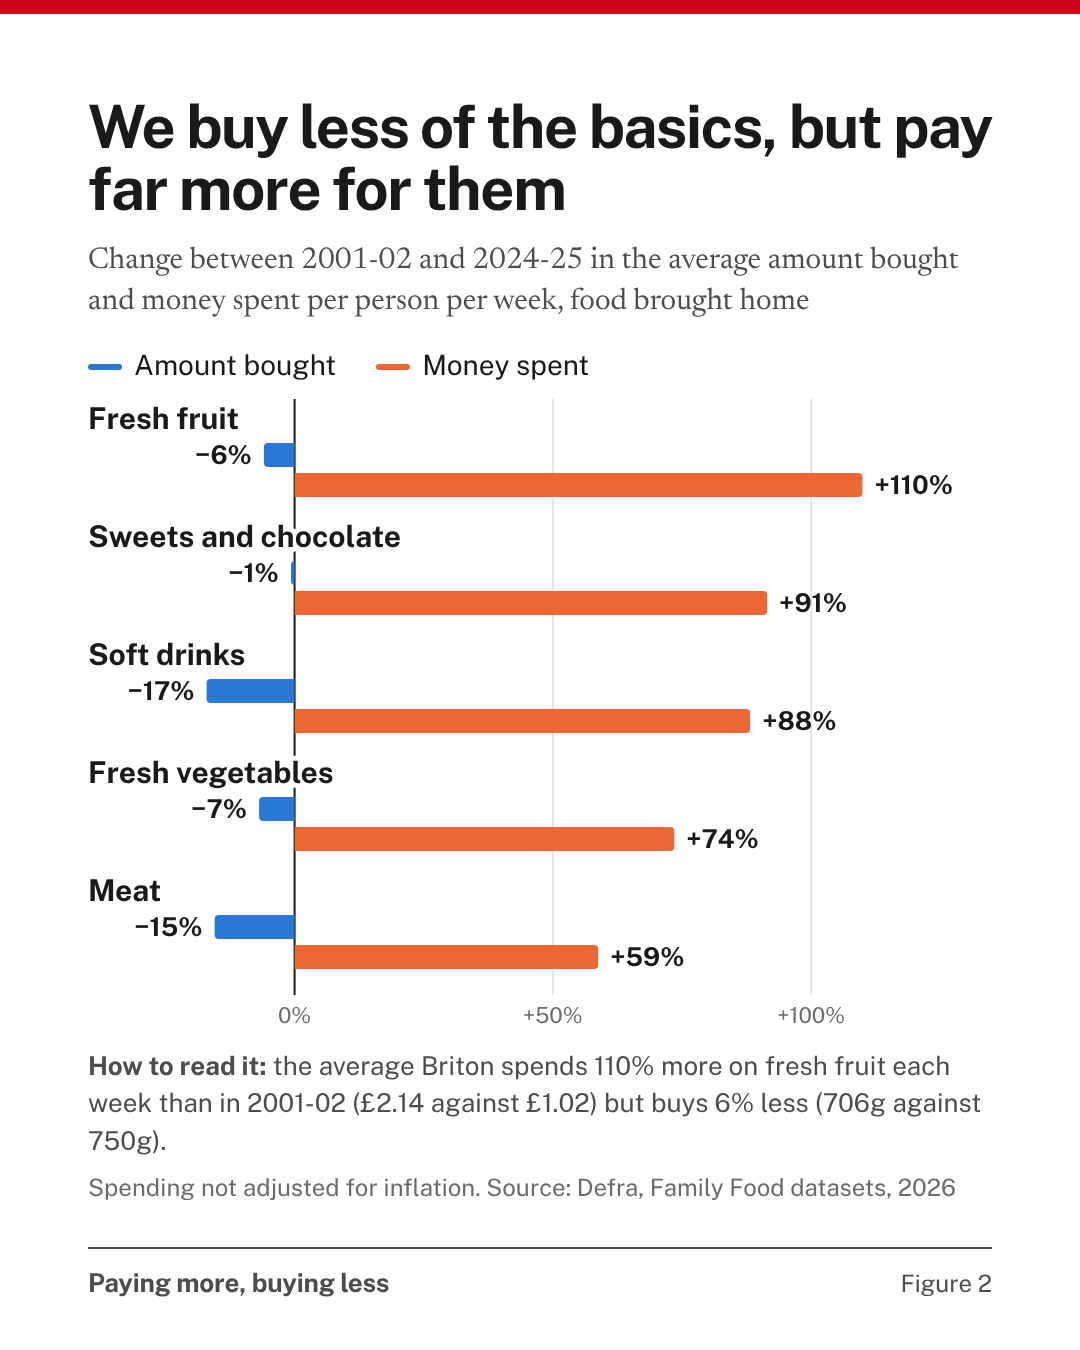 We buy less of the basics, but pay
far more for them
Change between 2001-02 and 2024-25 in the average amount bought
and money spent per person per week, food brought home
Amount bought Money spent
Fresh fruit
−6%
+110%
Sweets and chocolate
−1%
+91%
Soft drinks
−17%
+88%
Fresh vegetables
−7%
+74%
Meat
−15%
+59%
0% +50% +100%
How to read it: the average Briton spends 110% more on fresh fruit each
week than in 2001-02 (£2.14 against £1.02) but buys 6% less (706g against
750g).
Spending not adjusted for inflation. Source: Defra, Family Food datasets, 2026
Paying more, buying less Figure 2